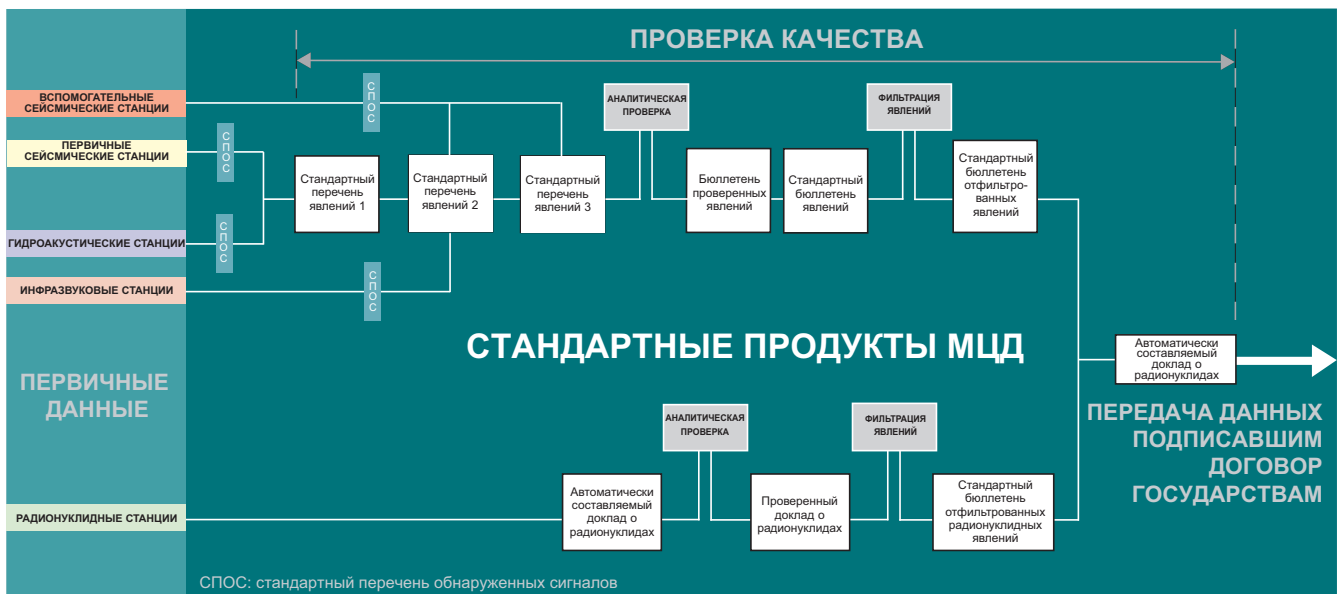 ПРОВЕРКА КАЧЕСТВА
ВСПОМОГАТЕЛЬНЫЕ
СЕЙСМИЧЕСКИЕ СТАНЦИИ
СПОС
АНАЛИТИЧЕСКАЯ
ПРОВЕРКА
ФИЛЬТРАЦИЯ
ЯВЛЕНИЙ
ПЕРВИЧНЫЕ
СЕЙСМИЧЕСКИЕ СТАНЦИИ
СПОС
Стандартный
перечень
явлений 1
Стандартный
перечень
явлений 2
Стандартный
перечень
явлений 3
Бюллетень
проверенных
явлений
Стандартный
бюллетень
явлений
Стандартный
бюллетень
отфильтро-
ванных
явлений
ГИДРОАКУСТИЧЕСКИЕ СТАНЦИИ
СПОС
ИНФРАЗВУКОВЫЕ СТАНЦИИ
СПОС
СТАНДАРТНЫЕ ПРОДУКТЫ МЦД
Автоматически
составляемый
доклад о
радионуклидах
ПЕРВИЧНЫЕ
ДАННЫЕ
ПЕРЕДАЧА ДАННЫХ
ПОДПИСАВШИМ
ДОГОВОР
ГОСУДАРСТВАМ
АНАЛИТИЧЕСКАЯ
ПРОВЕРКА
ФИЛЬТРАЦИЯ
ЯВЛЕНИЙ
РАДИОНУКЛИДНЫЕ СТАНЦИИ
Автоматически
составляемый
доклад о
радионуклидах
Проверенный
доклад о
радионуклидах
Стандартный
бюллетень
отфильтрованных
радионуклидных
явлений
СПОС: стандартный перечень обнаруженных сигналов